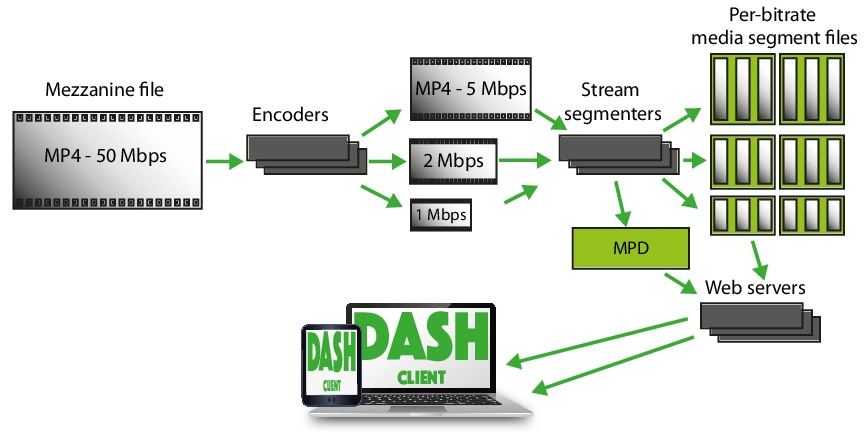 Per-bitrate
media segment files
Mezzanine file
MP4 - 50 Mbps
Encoders
MP4 - 5 Mbps
2 Mbps
1 Mbps
Stream
segmenters
MPD
Web servers
DASH
CLIENT
DASH
CLIENT